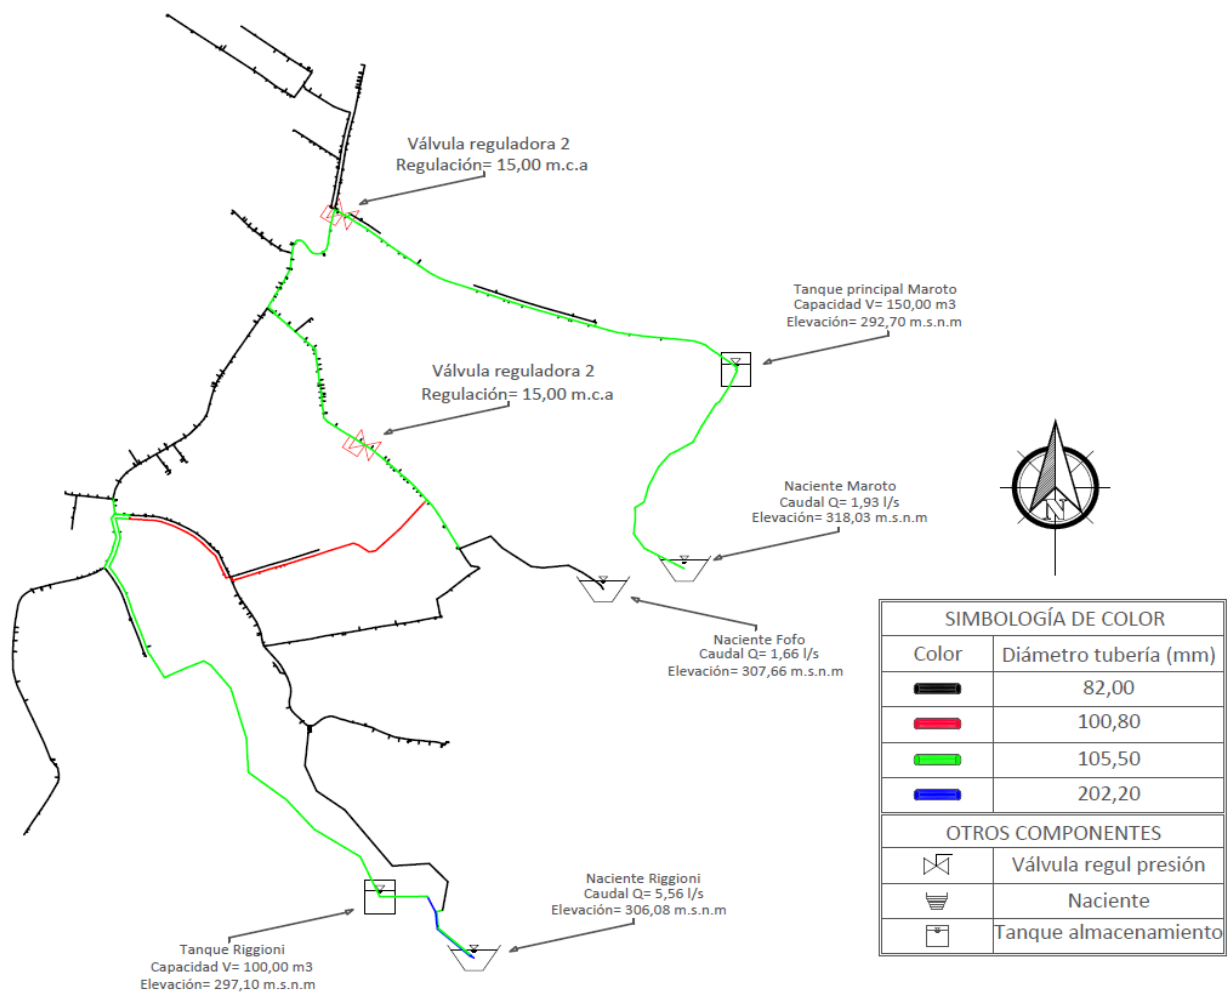 Válvula reguladora 2
Regulación= 15,00 m.c.a
Tanque principal Maroto
Capacidad V= 150,00 m3
Elevación= 292,70 m.s.n.m
Válvula reguladora 2
Regulación= 15,00 m.c.a
Naciente Maroto
Caudal Q= 1,93 l/s
Elevación= 318,03 m.s.n.m
N
Naciente Fofo
Caudal Q= 1,66 l/s
Elevación= 307,66 m.s.n.m
SIMBOLOGÍA DE COLOR
Color Diámetro tubería (mm)
82,00
100,80
105,50
202,20
OTROS COMPONENTES
Válvula regul presión
Naciente
Tanque almacenamiento
Naciente Riggioni
Caudal Q= 5,56 l/s
Elevación= 306,08 m.s.n.m
Tanque Riggioni
Capacidad V= 100,00 m3
Elevación= 297,10 m.s.n.m